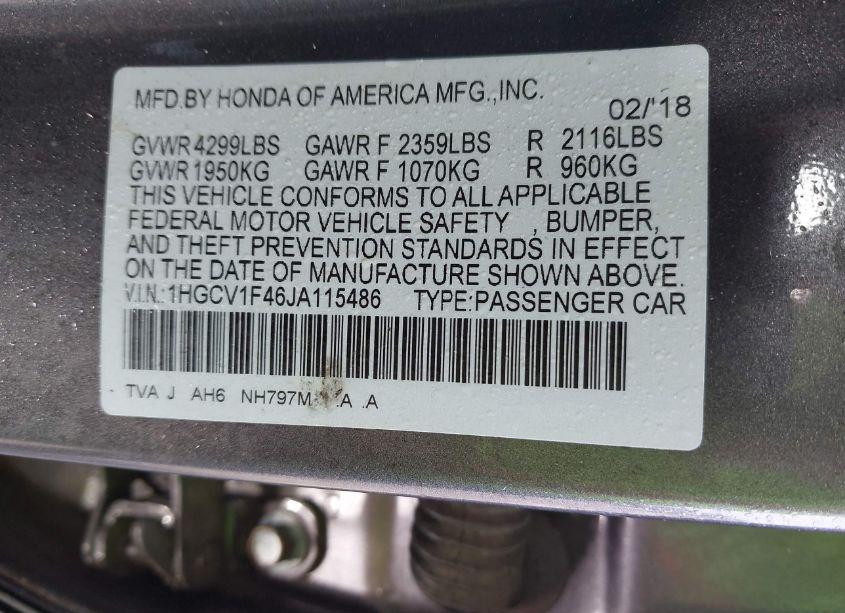 MFD.BY HONDA OF AMERICA MFG.,INC.
02/'18
GVWR 4299LBS GAWR F 2359LBS R 2116LBS
GVWR 1950KG GAWR F 1070KG R 960KG
THIS VEHICLE CONFORMS TO ALL APPLICABLE
FEDERAL MOTOR VEHICLE SAFETY , BUMPER,
AND THEFT PREVENTION STANDARDS IN EFFECT
ON THE DATE OF MANUFACTURE SHOWN ABOVE.
V.I.N.:1HGCV1F46JA115486 TYPE:PASSENGER CAR
TVA J AH6 NH797M .A .A